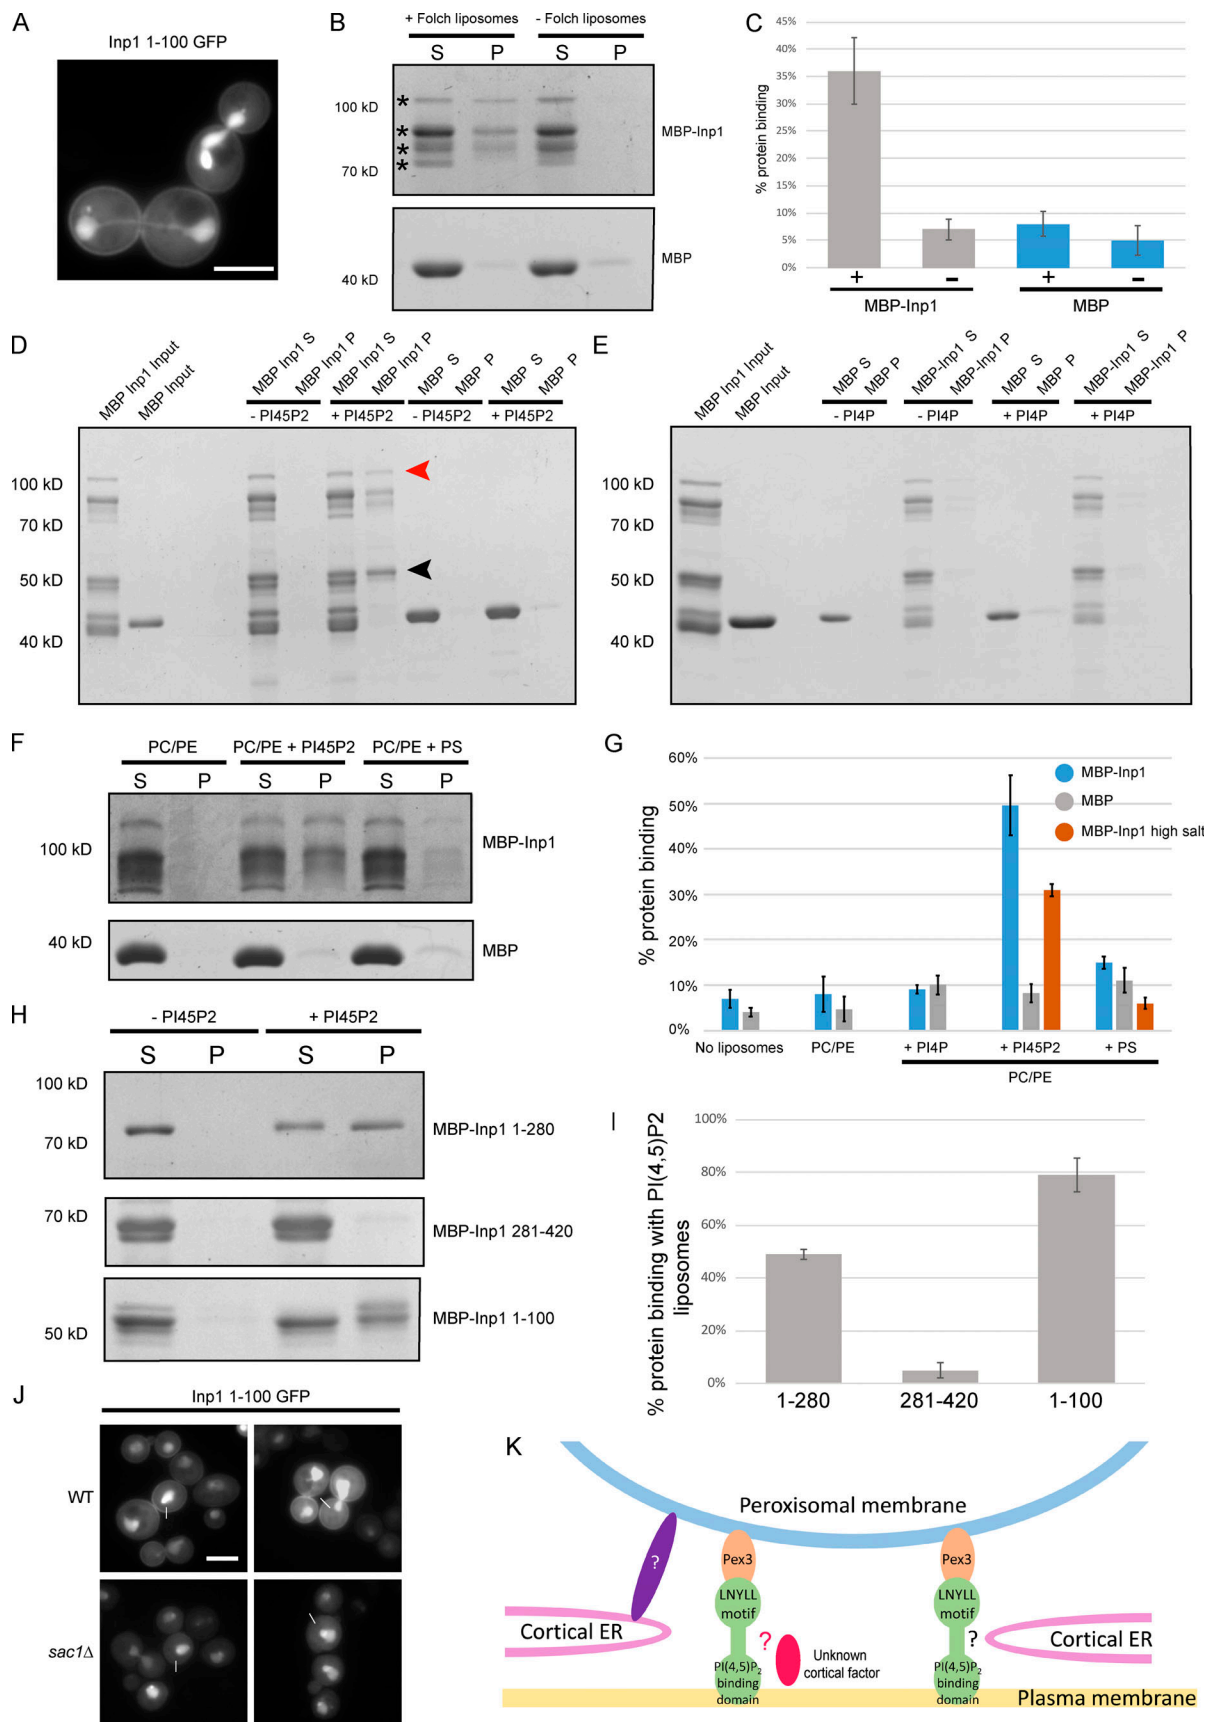 A
Inp1 1-100 GFP
B
+ Folch liposomes
- Folch liposomes
S P S P
100 kD
*
*
*
*
70 kD
MBP-Inp1
40 kD
MBP
C
% protein binding
45%
40%
35%
30%
25%
20%
15%
10%
5%
0%
+ - + -
MBP-Inp1 MBP
D
MBP Inp1 Input
MBP Input
MBP Inp1 S
MBP Inp1 P
MBP Inp1 S
MBP Inp1 P
MBP S
MBP P
MBP S
MBP P
- PI45P2 + PI45P2 - PI45P2 + PI45P2
100 kD
70 kD
50 kD
40 kD
E
MBP Inp1 Input
MBP Input
MBP S
MBP P
MBP-Inp1 S
MBP-Inp1 P
MBP S
MBP P
MBP-Inp1 S
MBP-Inp1 P
- PI4P - PI4P + PI4P + PI4P
100 kD
70 kD
50 kD
40 kD
F
PC/PE PC/PE + PI45P2 PC/PE + PS
S P S P S P
100 kD
MBP-Inp1
40 kD
MBP
G
% protein binding
60%
50%
40%
30%
20%
10%
0%
MBP-Inp1
MBP
MBP-Inp1 high salt
No liposomes PC/PE + PI4P + PI45P2 + PS
PC/PE
H
- PI45P2 + PI45P2
S P S P
100 kD
70 kD
MBP-Inp1 1-280
70 kD
MBP-Inp1 281-420
50 kD
MBP-Inp1 1-100
I
% protein binding with PI(4,5)P2
liposomes
100%
80%
60%
40%
20%
0%
1-280 281-420 1-100
J
Inp1 1-100 GFP
WT
sac1Δ
K
Peroxisomal membrane
?
Pex3
Pex3
LNYLL
motif
LNYLL
motif
Cortical ER
?
?
Cortical ER
Unknown
cortical factor
PI(4,5)P2
binding
domain
PI(4,5)P2
binding
domain
Plasma membrane